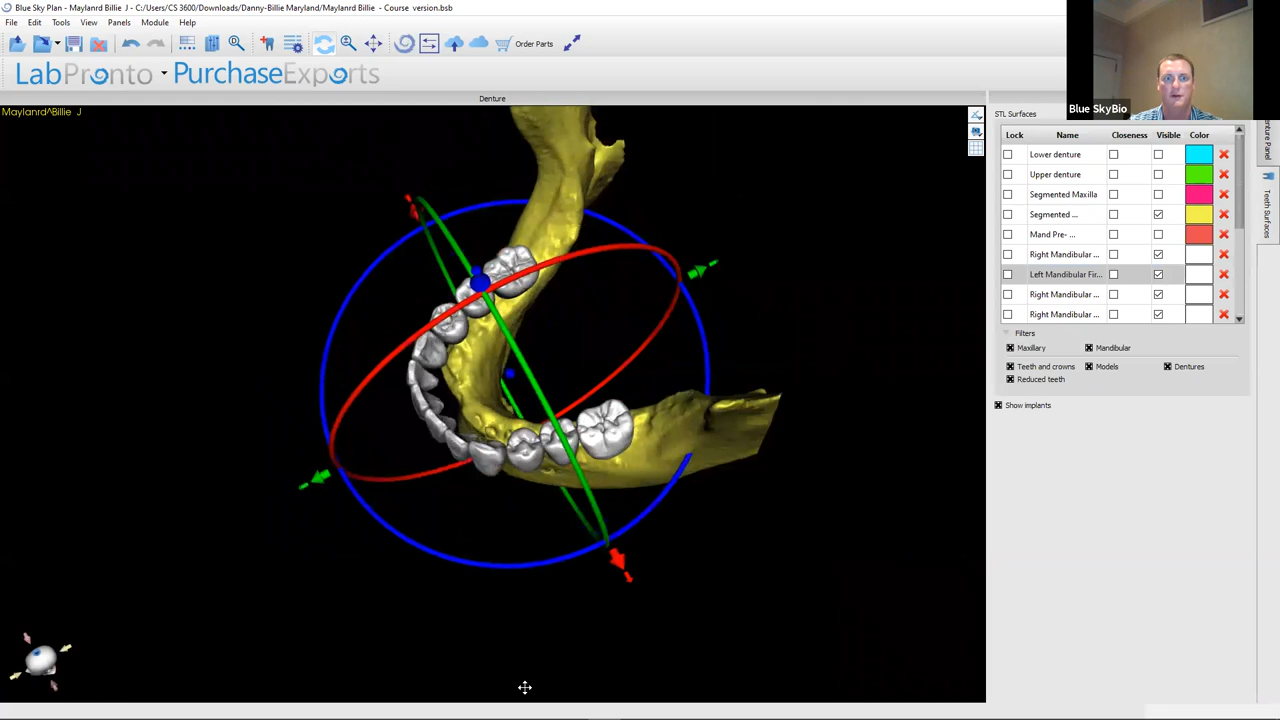 Blue Sky Plan - Maylanrd Billie J - C:/Users/CS 3600/Downloads/Danny-Billie Maryland/Maylanrd Billie J - Course version.bsb
File Edit Tools View Panels Module Help
Order Parts
LabPronto PurchaseExports
Denture
Maylanrd^Billie J
Blue SkyBio
STL Surfaces
Lock Name Closeness Visible Color
Lower denture
Upper denture
Segmented Maxilla
Segmented ...
Mand Pre- ...
Right Mandibular ...
Left Mandibular Fir...
Right Mandibular ...
Right Mandibular ...
Filters
Maxillary Mandibular
Teeth and crowns Models Dentures
Reduced teeth
Show implants
Panel
Teeth Surfaces